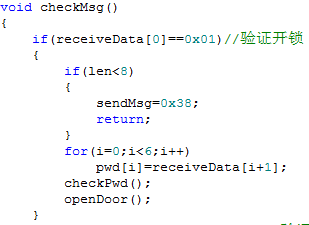 void checkMsg()
{
    if(receiveData[0]==0x01)//验证开锁
    {
        if(len<8)
        {
            sendMsg=0x38;
            return;
        }
        for(i=0;i<6;i++)
            pwd[i]=receiveData[i+1];
        checkPwd();
        openDoor();
    }